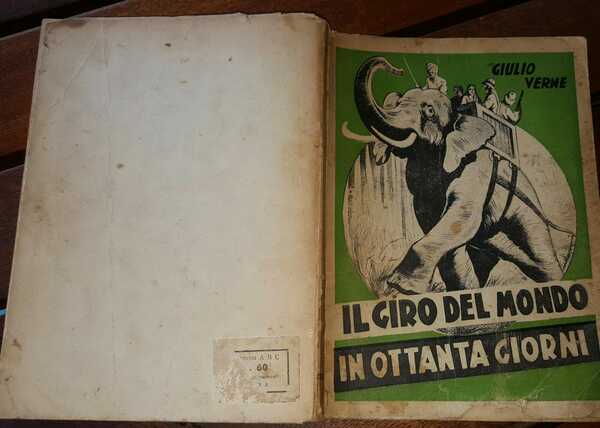 GIULIO
VERNE
IL GIRO DEL MONDO
IN OTTANTA GIORNI
A B C
60